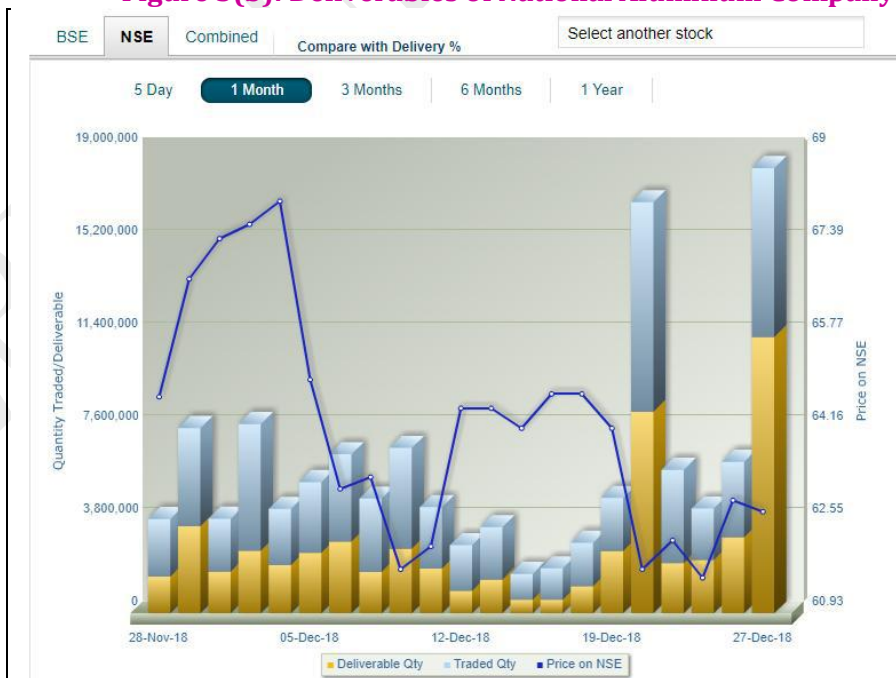 BSE NSE Combined Compare with Delivery % Select another stock
5 Day 1 Month 3 Months 6 Months 1 Year
19,000,000 69
15,200,000 67.39
11,400,000 65.77
7,600,000 64.16
3,800,000 62.55
0 60.93
Quantity Traded/Deliverable
Price on NSE
28-Nov-18 05-Dec-18 12-Dec-18 19-Dec-18 27-Dec-18
Deliverable Qty Traded Qty Price on NSE